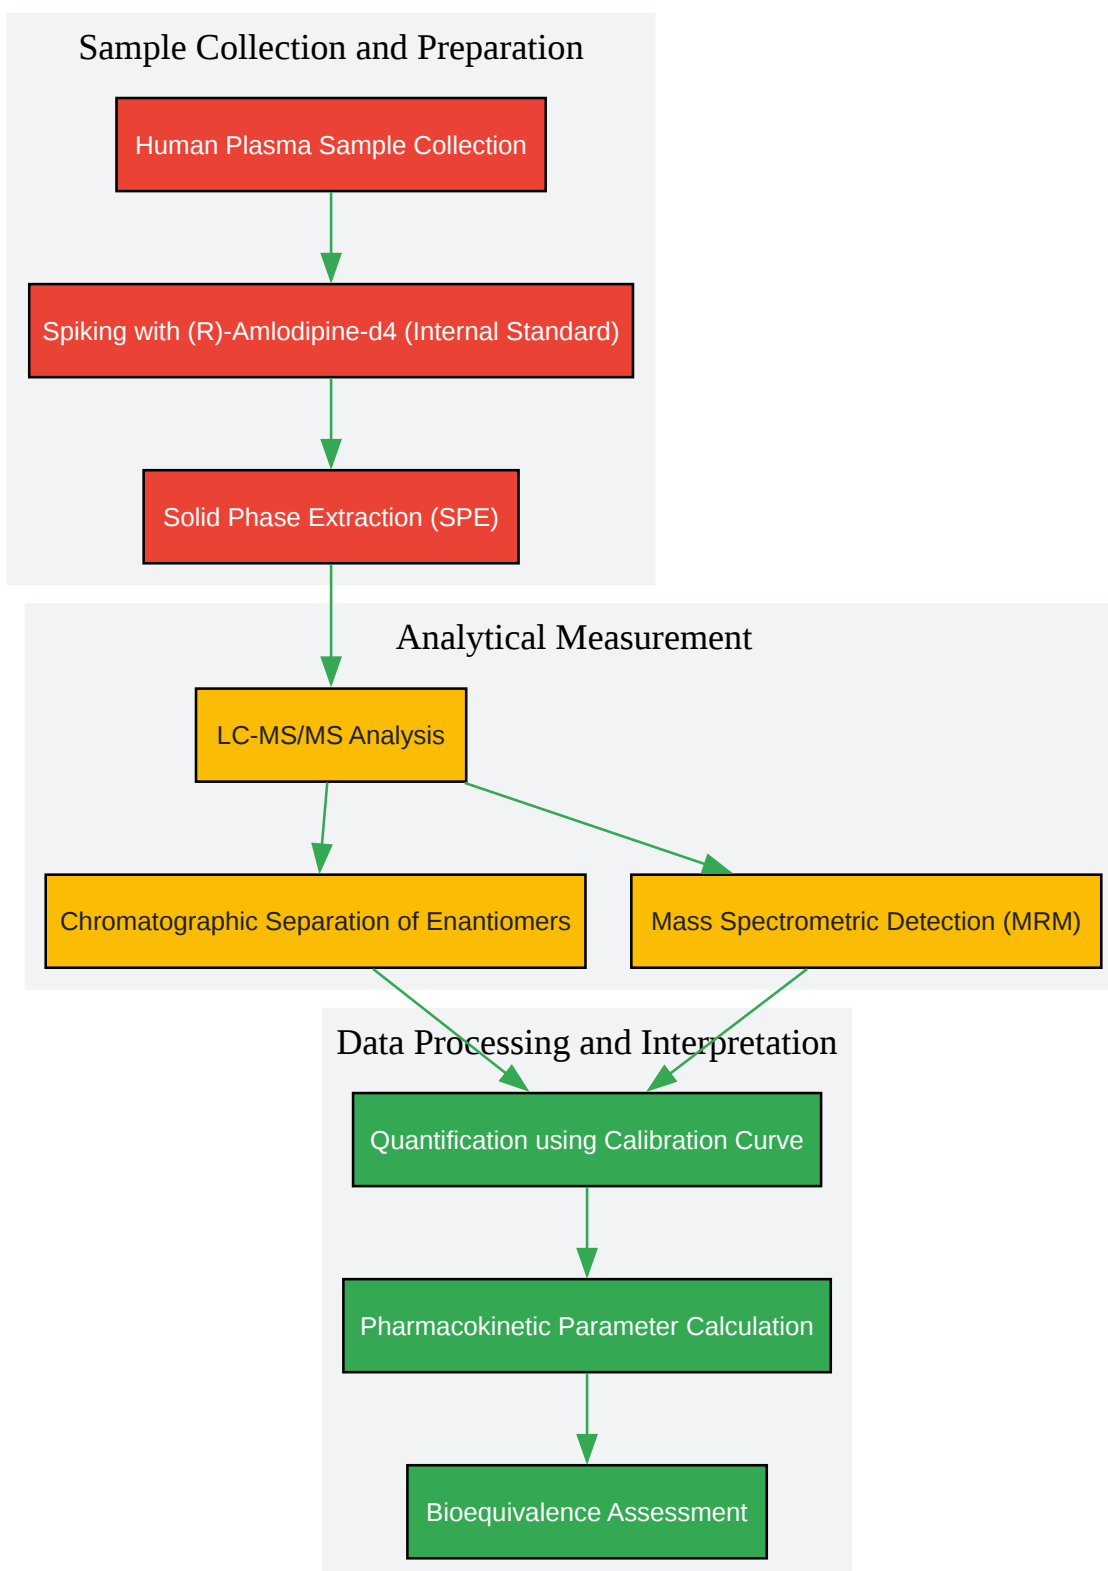 Sample Collection and Preparation
Human Plasma Sample Collection
Spiking with (R)-Amlodipine-d4 (Internal Standard)
Solid Phase Extraction (SPE)
Analytical Measurement
LC-MS/MS Analysis
Chromatographic Separation of Enantiomers
Mass Spectrometric Detection (MRM)
Data Processing and Interpretation
Quantification using Calibration Curve
Pharmacokinetic Parameter Calculation
Bioequivalence Assessment